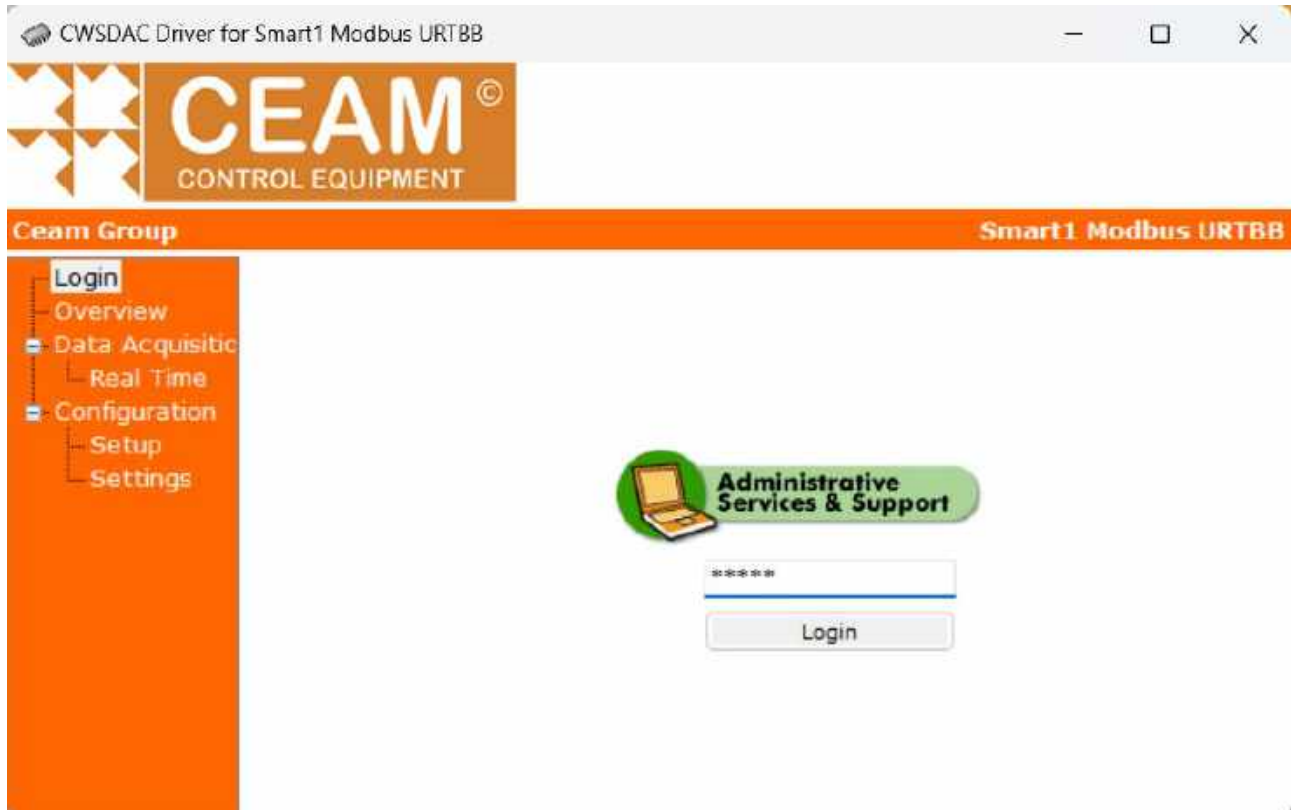 CWSDAC Driver for Smart1 Modbus URTBB
CEAM©
CONTROL EQUIPMENT
Ceam Group
Smart1 Modbus URTBB
Login
Overview
Data Acquisitic
Real Time
Configuration
Setup
Settings
Administrative
Services & Support
*****
Login